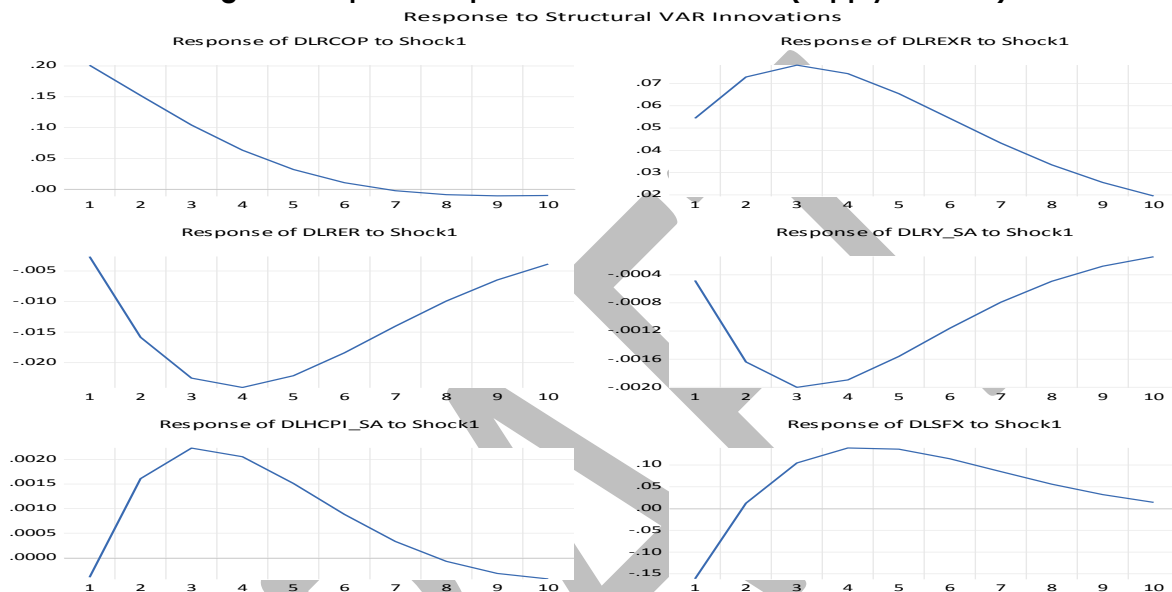 Response to Structural VAR Innovations
Response of DLRCOP to Shock1
.20
.15
.10
.05
.00
1 2 3 4 5 6 7 8 9 10
Response of DLREXR to Shock1
.07
.06
.05
.04
.03
.02
1 2 3 4 5 6 7 8 9 10
Response of DLRER to Shock1
-.005
-.010
-.015
-.020
1 2 3 4 5 6 7 8 9 10
Response of DLRY_SA to Shock1
-.0004
-.0008
-.0012
-.0016
-.0020
1 2 3 4 5 6 7 8 9 10
Response of DLHCPI_SA to Shock1
.0020
.0015
.0010
.0005
.0000
1 2 3 4 5 6 7 8 9 10
Response of DLSFX to Shock1
.10
.05
.00
-.05
-.10
-.15
1 2 3 4 5 6 7 8 9 10